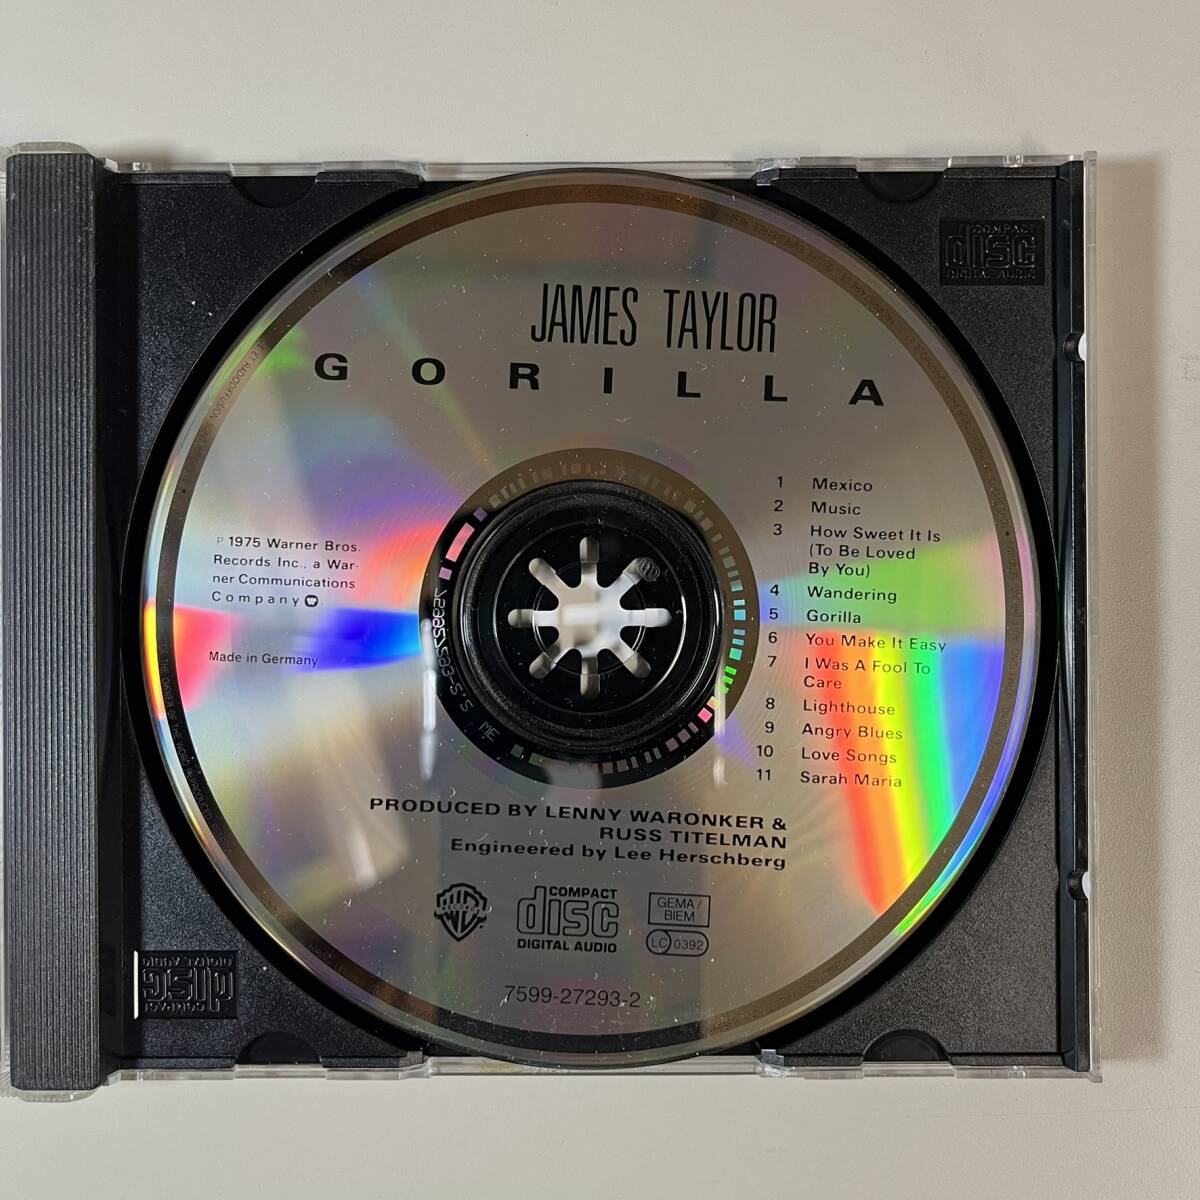 JAMES TAYLOR
GORILLA
1 Mexico
2 Music
3 How Sweet It Is
(To Be Loved
By You)
4 Wandering
5 Gorilla
6 You Make It Easy
7 I Was A Fool To
Care
8 Lighthouse
9 Angry Blues
10 Love Songs
11 Sarah Maria
P 1975 Warner Bros.
Records Inc., a War-
ner Communications
Company
Made in Germany
PRODUCED BY LENNY WARONKER &
RUSS TITELMAN
Engineered by Lee Herschberg
COMPACT
disc
DIGITAL AUDIO
GEMA/
BIEM
LC 0392
7599-27293-2
COMPACT
disc
DIGITAL AUDIO
COMPACT
disc
DIGITAL AUDIO